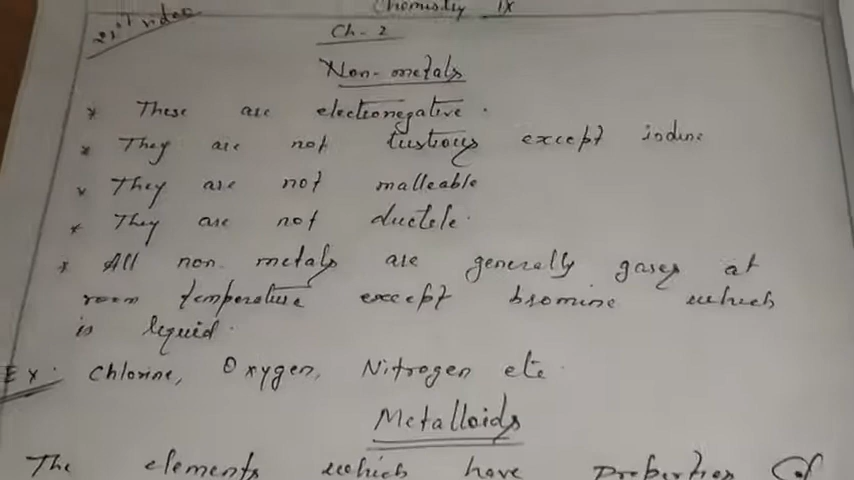 Chemistry IX
21st video
Ch-2
Non-metals
* These are electronegative.
* They are not lustious except iodine
* They are not malleable
* They are not ductele.
* All non metals are generally gases at
room temperature except bromine which
is liquid.
Ex: Chlorine, Oxygen, Nitrogen etc.
Metalloids
The elements which have properties of